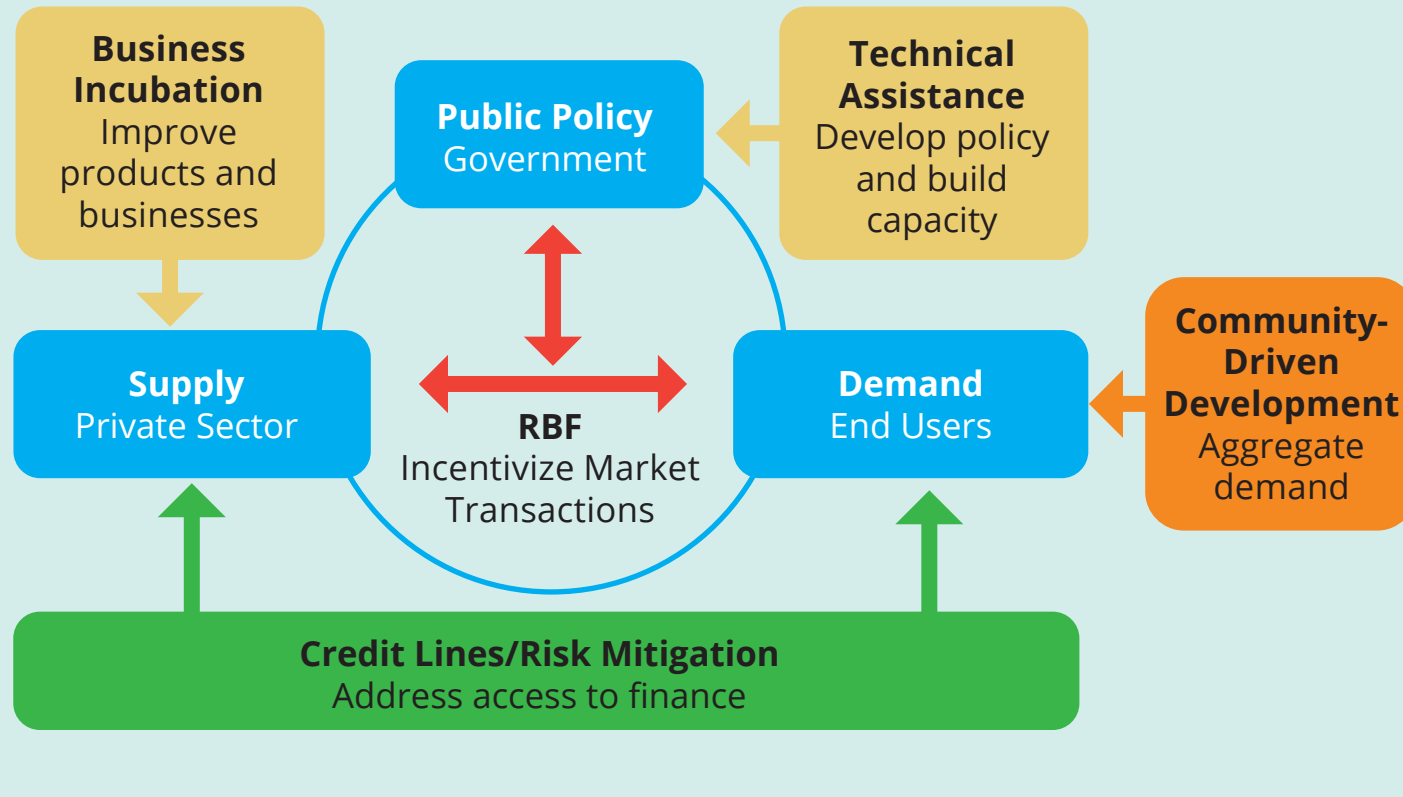 Business
Incubation
Improve
products and
businesses
Public Policy
Government
Technical
Assistance
Develop policy
and build
capacity
Supply
Private Sector
RBF
Incentivize Market
Transactions
Demand
End Users
Community-
Driven
Development
Aggregate
demand
Credit Lines/Risk Mitigation
Address access to finance